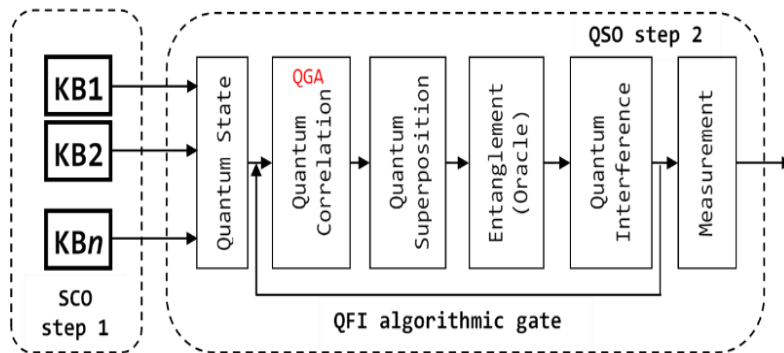 QSO step 2
KB1
KB2
KBn
SCO
step 1
Quantum State
QGA
Quantum
Correlation
Quantum
Superposition
Entanglement
(Oracle)
Quantum
Interference
Measurement
QFI algorithmic gate